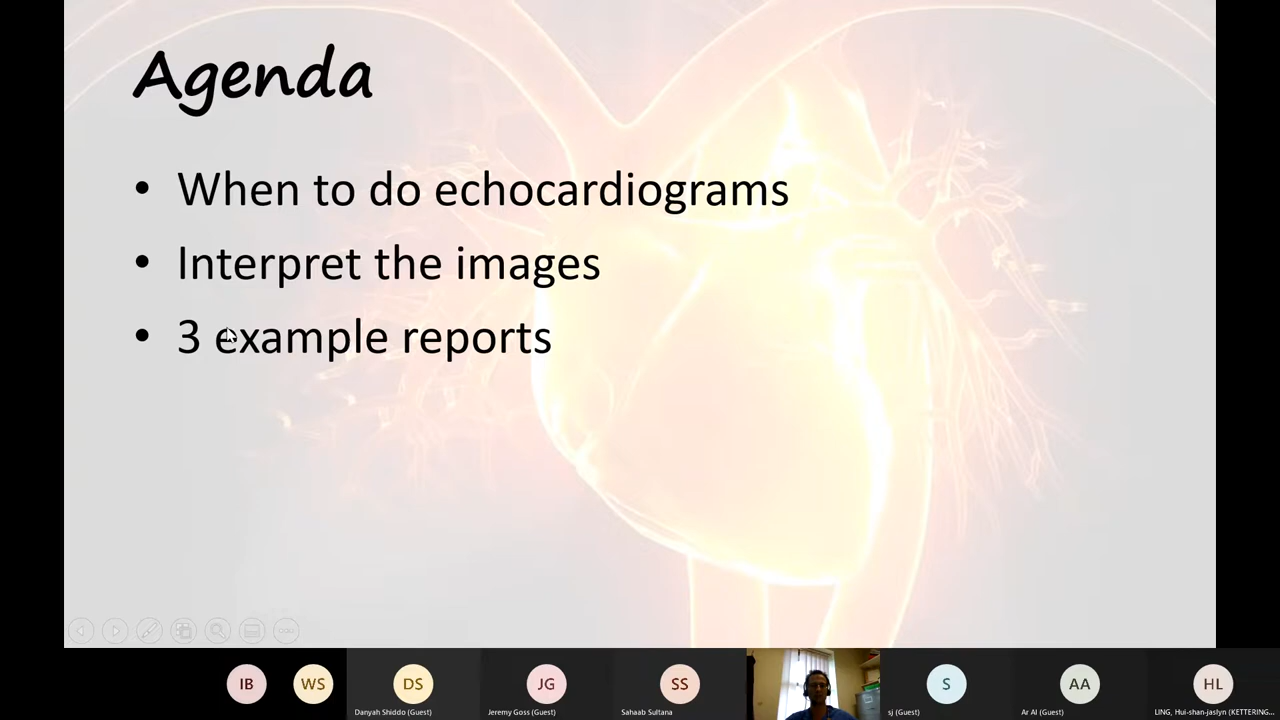 Agenda
• When to do echocardiograms
• Interpret the images
• 3 example reports
IB
WS
DS
JG
SS
S
AA
HL
Danyah Shiddo (Guest)
Jeremy Goss (Guest)
Sahaab Sultana
sj (Guest)
Ar Al (Guest)
LING, Hui-shan-jaslyn (KETTERING...